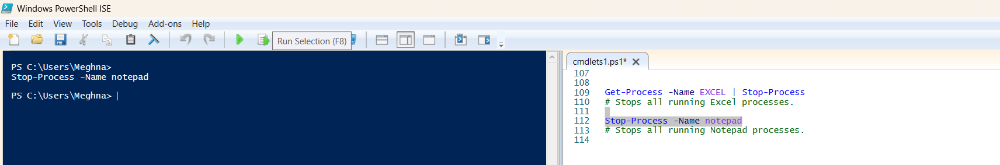 Windows PowerShell ISE
File Edit View Tools Debug Add-ons Help
Run Selection (F8)
PS C:\Users\Meghna>
Stop-Process -Name notepad
PS C:\Users\Meghna>
cmdlets1.ps1*
107
108
109 Get-Process -Name EXCEL | Stop-Process
110 # Stops all running Excel processes.
111
112 Stop-Process -Name notepad
113 # Stops all running Notepad processes.
114